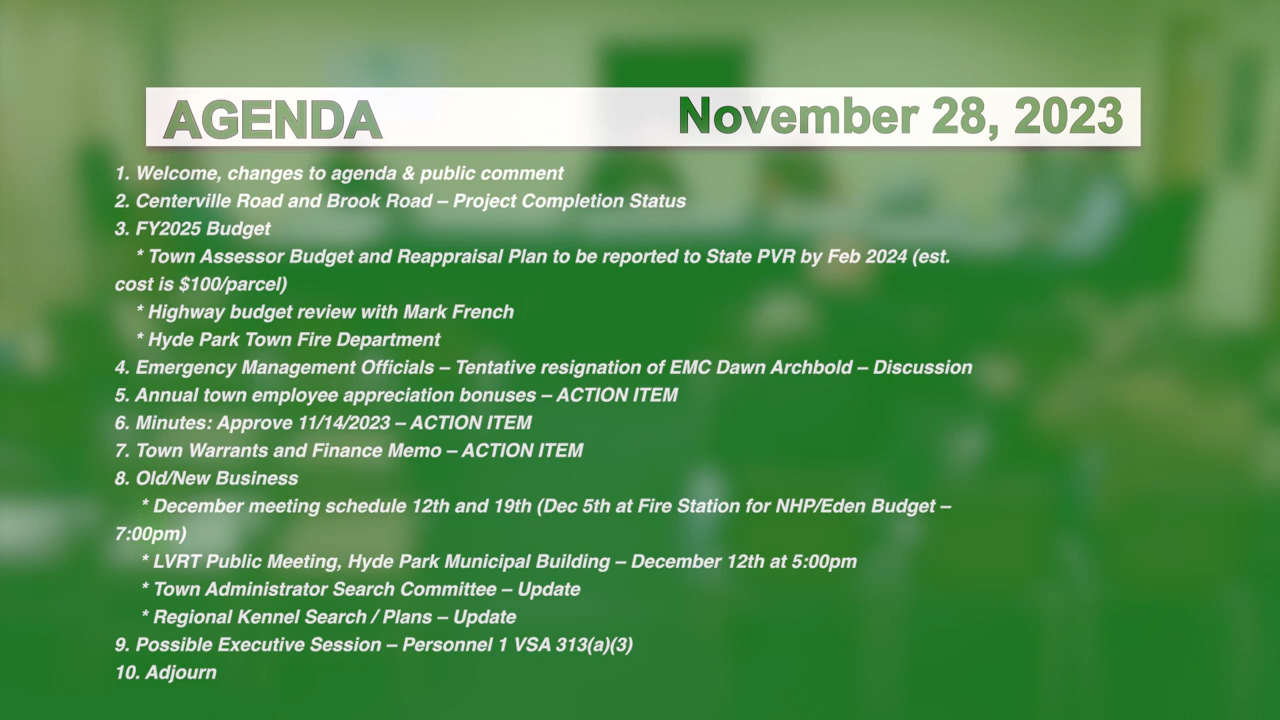 AGENDA November 28, 2023
1. Welcome, changes to agenda & public comment
2. Centerville Road and Brook Road – Project Completion Status
3. FY2025 Budget
* Town Assessor Budget and Reappraisal Plan to be reported to State PVR by Feb 2024 (est.
cost is $100/parcel)
* Highway budget review with Mark French
* Hyde Park Town Fire Department
4. Emergency Management Officials – Tentative resignation of EMC Dawn Archbold – Discussion
5. Annual town employee appreciation bonuses – ACTION ITEM
6. Minutes: Approve 11/14/2023 – ACTION ITEM
7. Town Warrants and Finance Memo – ACTION ITEM
8. Old/New Business
* December meeting schedule 12th and 19th (Dec 5th at Fire Station for NHP/Eden Budget –
7:00pm)
* LVRT Public Meeting, Hyde Park Municipal Building – December 12th at 5:00pm
* Town Administrator Search Committee – Update
* Regional Kennel Search / Plans – Update
9. Possible Executive Session – Personnel 1 VSA 313(a)(3)
10. Adjourn